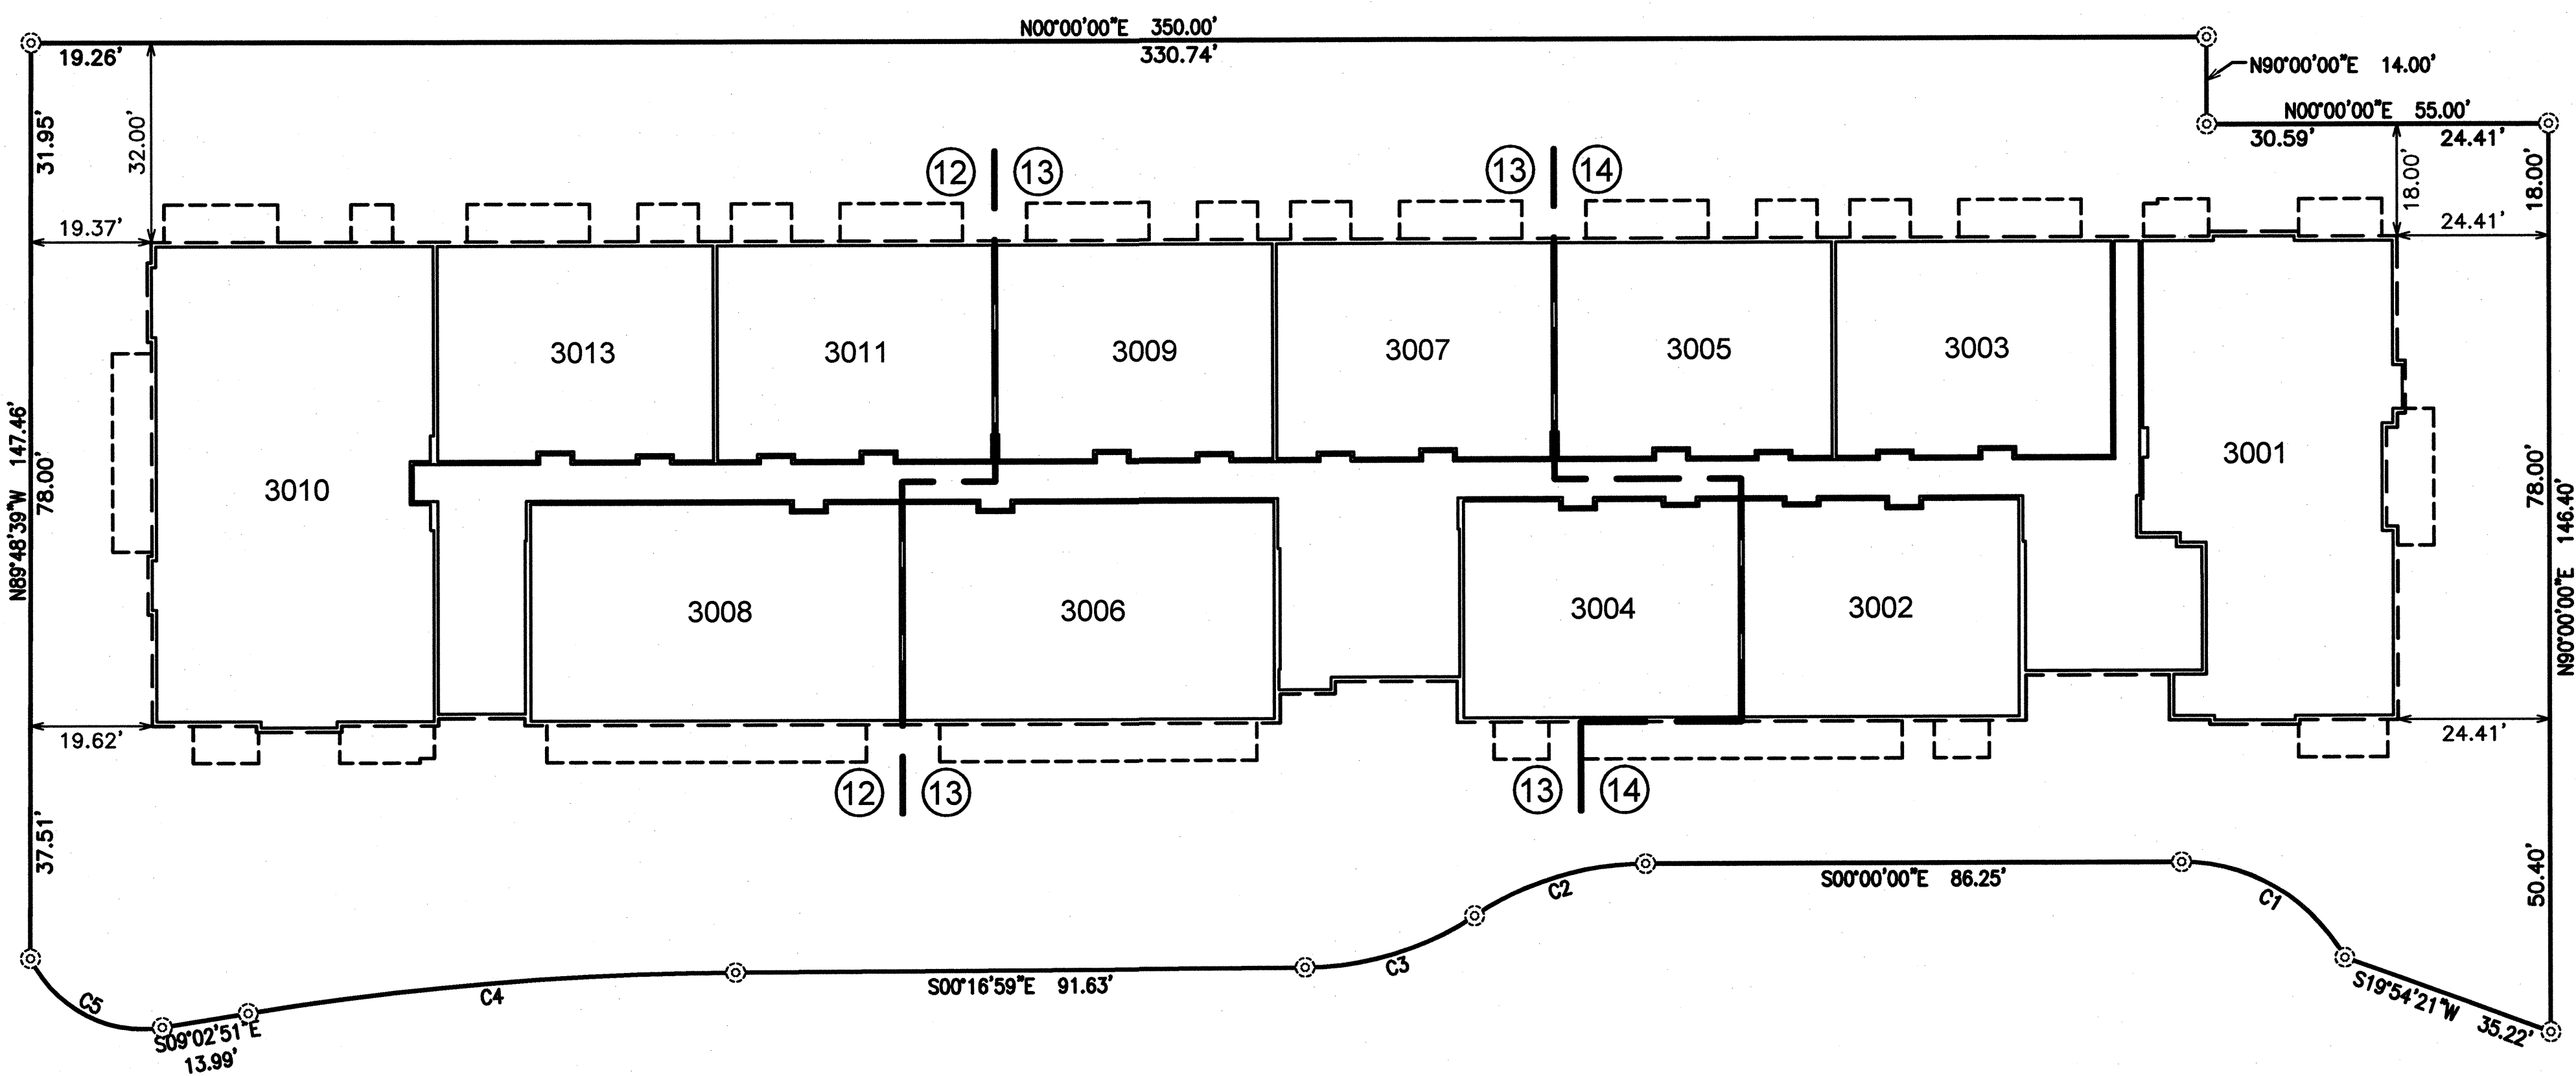 N00°00'00"E 350.00'
19.26'
330.74'
N90°00'00"E 14.00'
N00°00'00"E 55.00'
30.59'
24.41'
31.95'
32.00'
18.00'
18.00'
12
13
13
14
19.37'
24.41'
3013
3011
3009
3007
3005
3003
3001
3010
N89°48'39"W 147.46'
78.00'
78.00'
N90°00'00"E 146.40'
3008
3006
3004
3002
19.62'
24.41'
12
13
13
14
37.51'
50.40'
S00°00'00"E 86.25'
C2
C1
C3
C4
C5
S00°16'59"E 91.63'
S19°54'21"W 35.22'
S09°02'51"E
13.99'